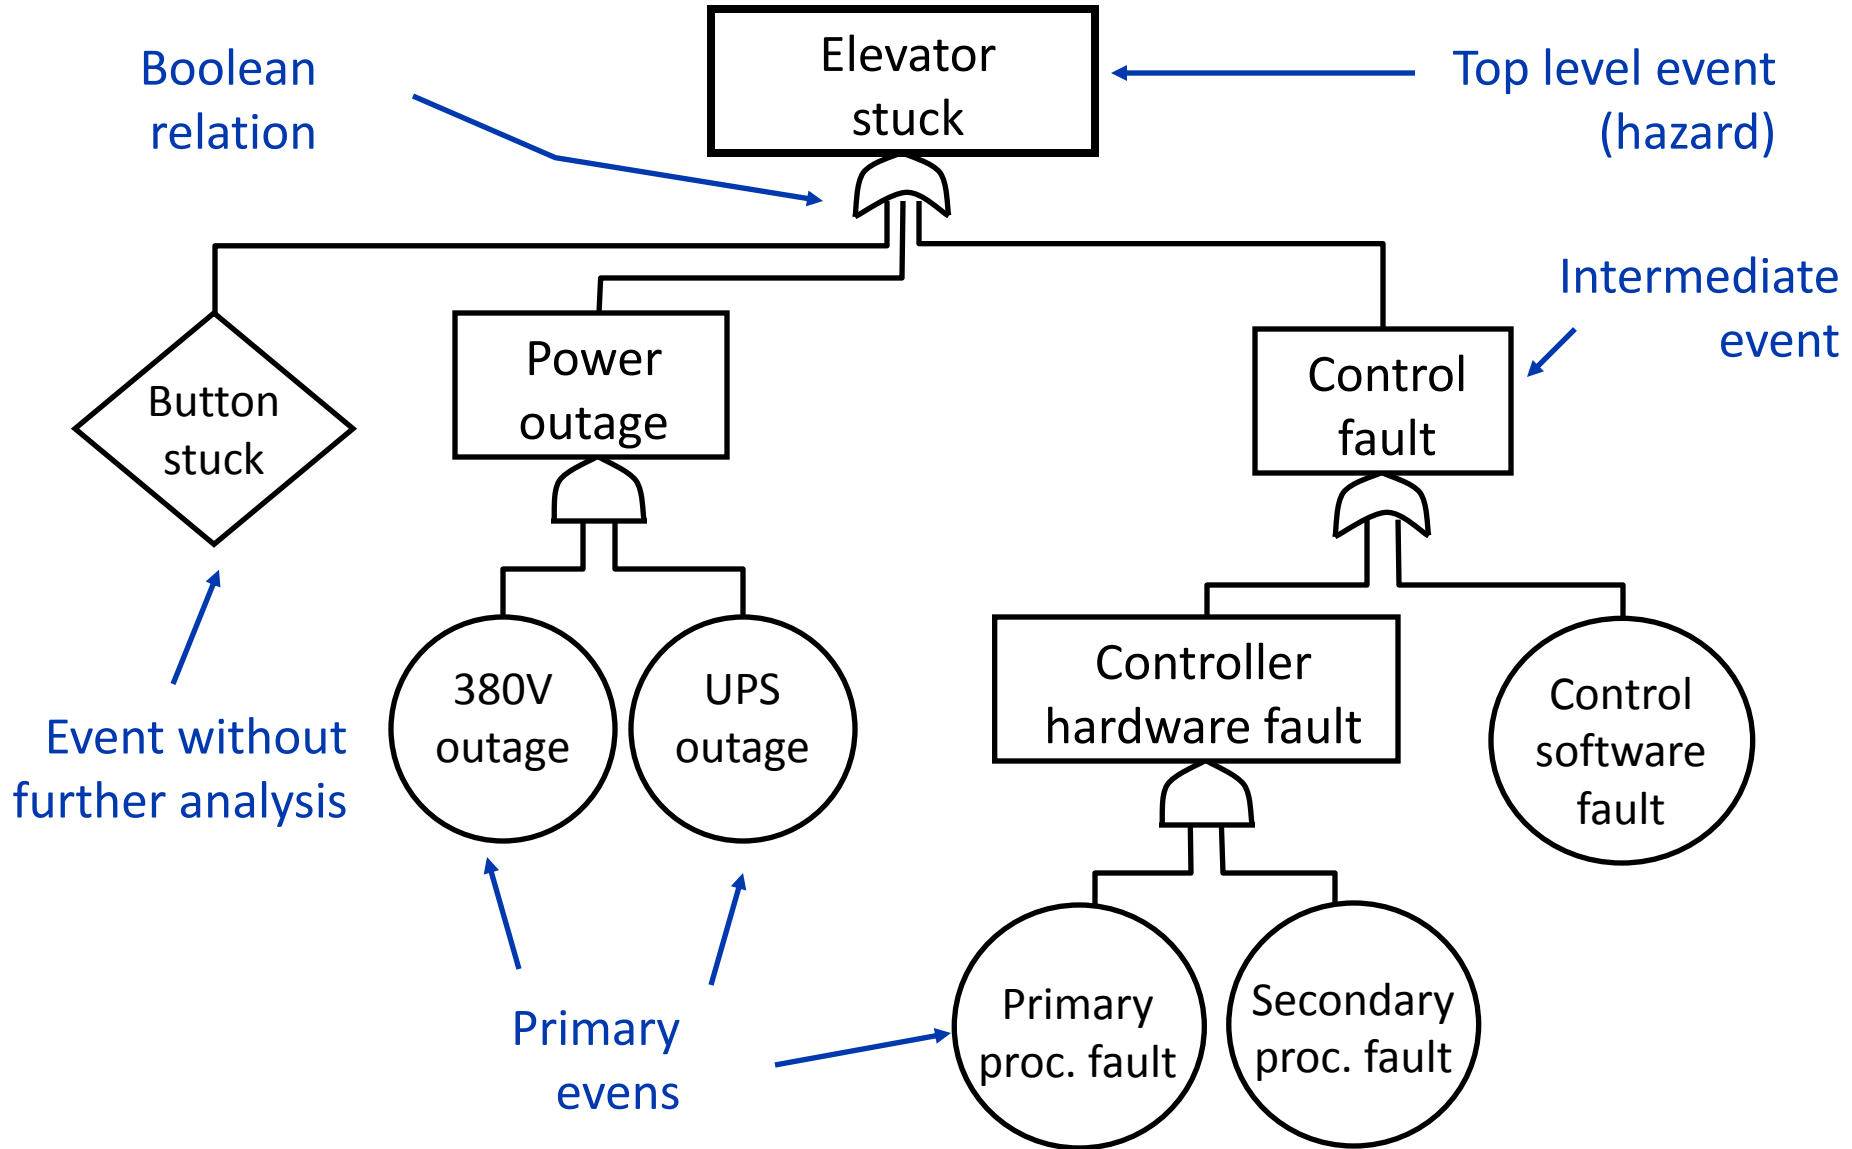 Boolean
relation
Elevator
stuck
Top level event
(hazard)
Intermediate
event
Button
stuck
Power
outage
Control
fault
Event without
further analysis
380V
outage
UPS
outage
Controller
hardware fault
Control
software
fault
Primary
evens
Primary
proc. fault
Secondary
proc. fault